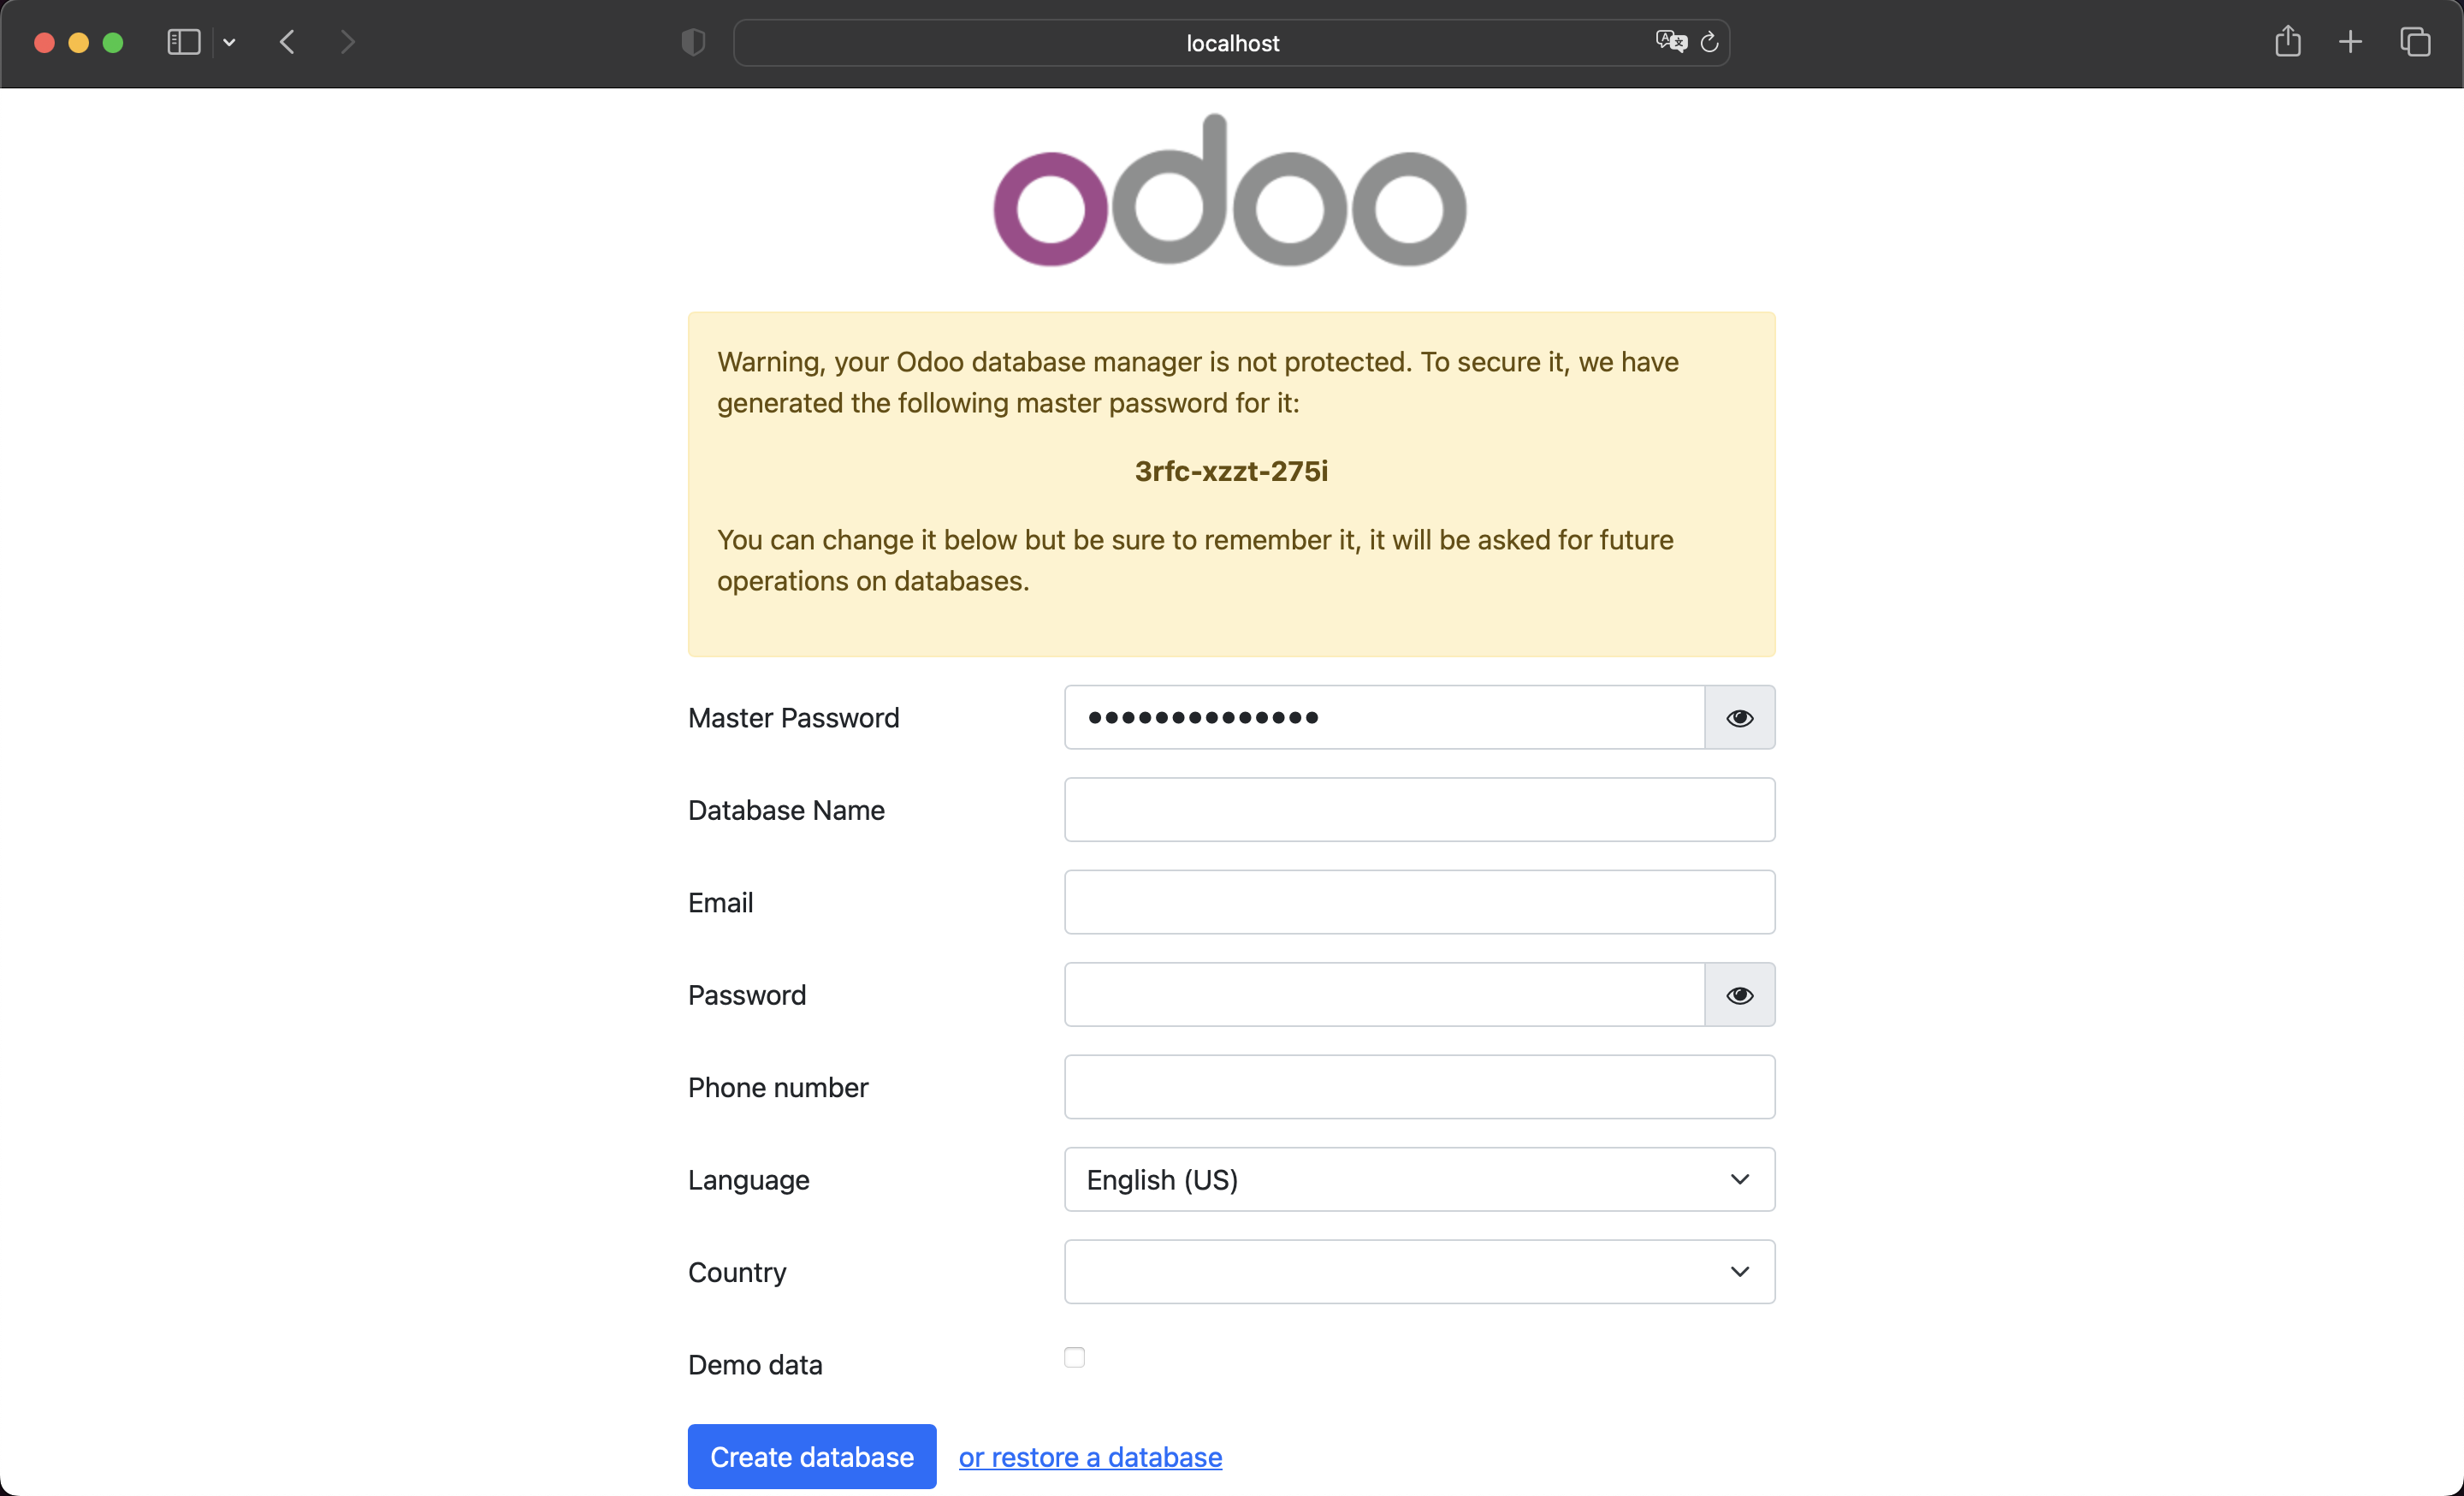 localhost
odoo
Warning, your Odoo database manager is not protected. To secure it, we have
generated the following master password for it:
3rfc-xzzt-275i
You can change it below but be sure to remember it, it will be asked for future
operations on databases.
Master Password
Database Name
Email
Password
Phone number
Language English (US)
Country
Demo data
Create database or restore a database